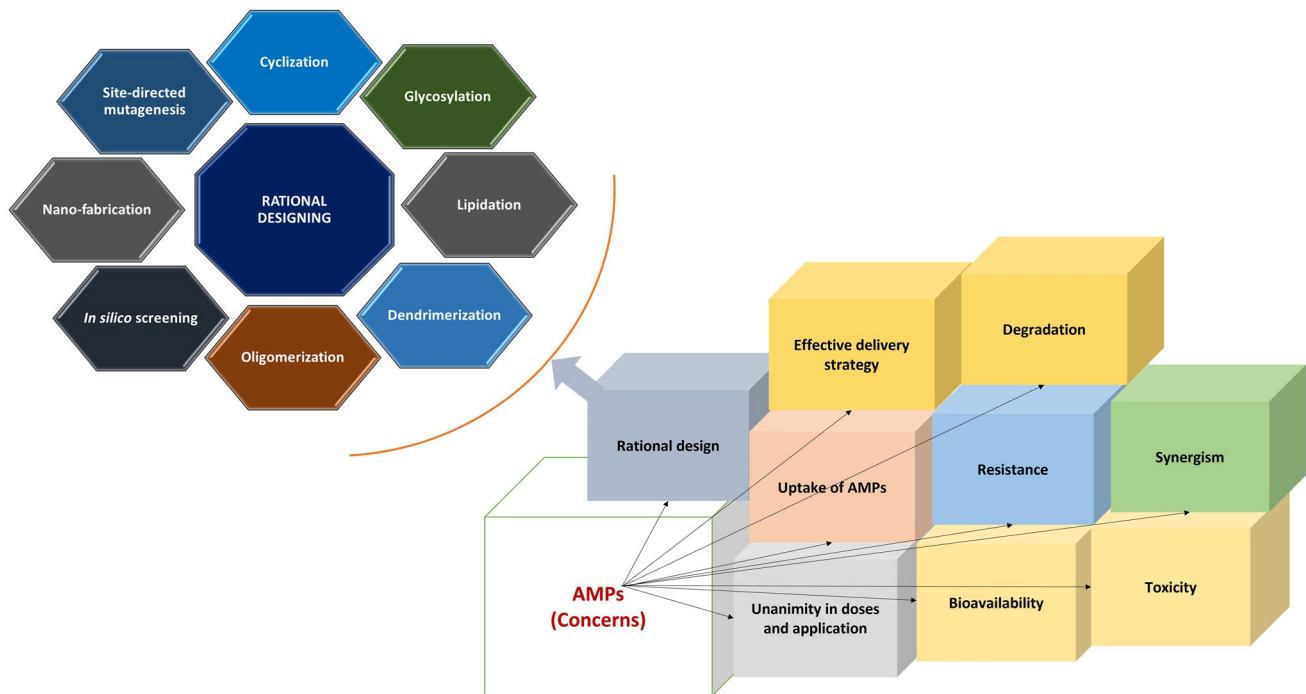 Cyclization
Site-directed
mutagenesis
Glycosylation
Nano-fabrication
RATIONAL
DESIGNING
Lipidation
In silico screening
Dendrimerization
Oligomerization
Effective delivery
strategy
Degradation
Rational design
Uptake of AMPs
Resistance
Synergism
AMPs
(Concerns)
Unanimity in doses
and application
Bioavailability
Toxicity